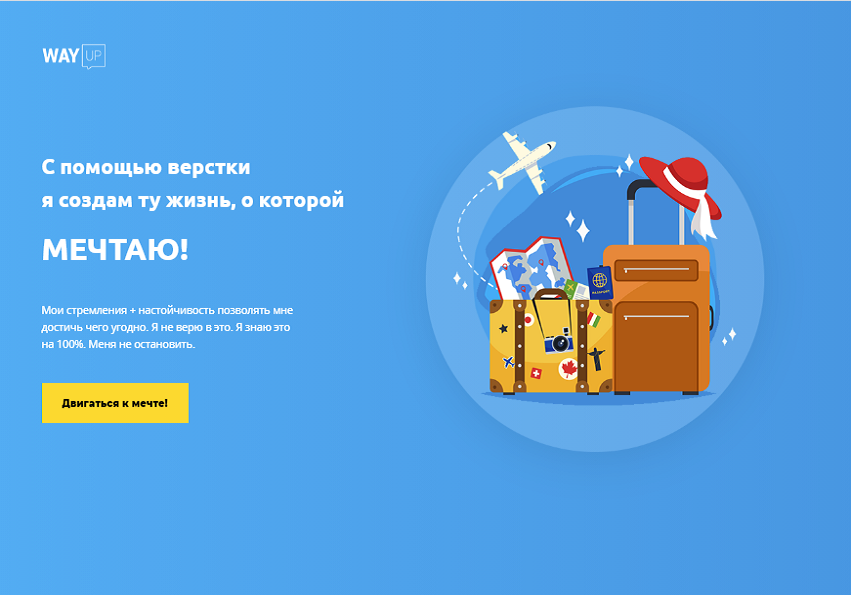 WAY UP
С помощью верстки
я создам ту жизнь, о которой
МЕЧТАЮ!
Мои стремления + настойчивость позволять мне
достичь чего угодно. Я не верю в это. Я знаю это
на 100%. Меня не остановить.
PASSPORT
Двигаться к мечте!